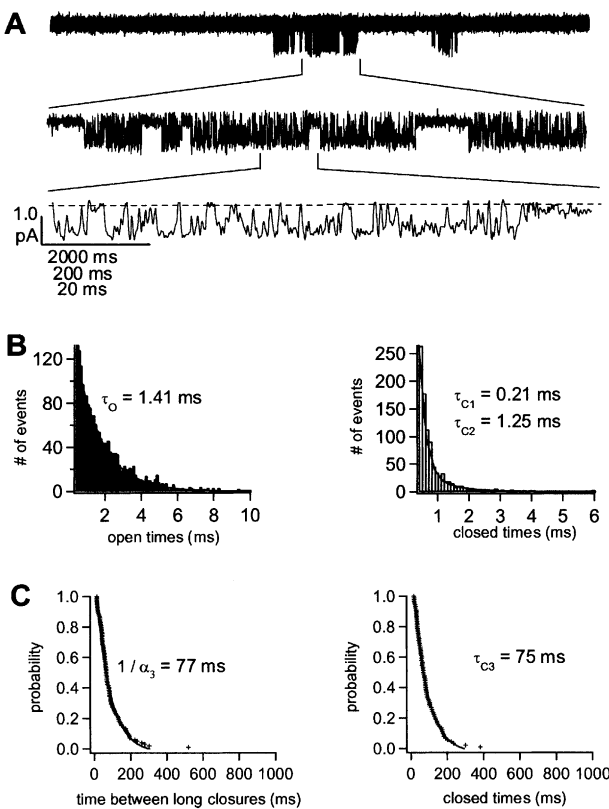 A
1.0
pA
2000 ms
200 ms
20 ms
B
# of events
120
80
40
0
τO = 1.41 ms
2 4 6 8 10
open times (ms)
# of events
250
200
150
100
50
0
τC1 = 0.21 ms
τC2 = 1.25 ms
1 2 3 4 5 6
closed times (ms)
C
probability
1.0
0.8
0.6
0.4
0.2
0.0
1 / α3 = 77 ms
0 200 400 600 800 1000
time between long closures (ms)
probability
1.0
0.8
0.6
0.4
0.2
0.0
τC3 = 75 ms
0 200 400 600 800 1000
closed times (ms)